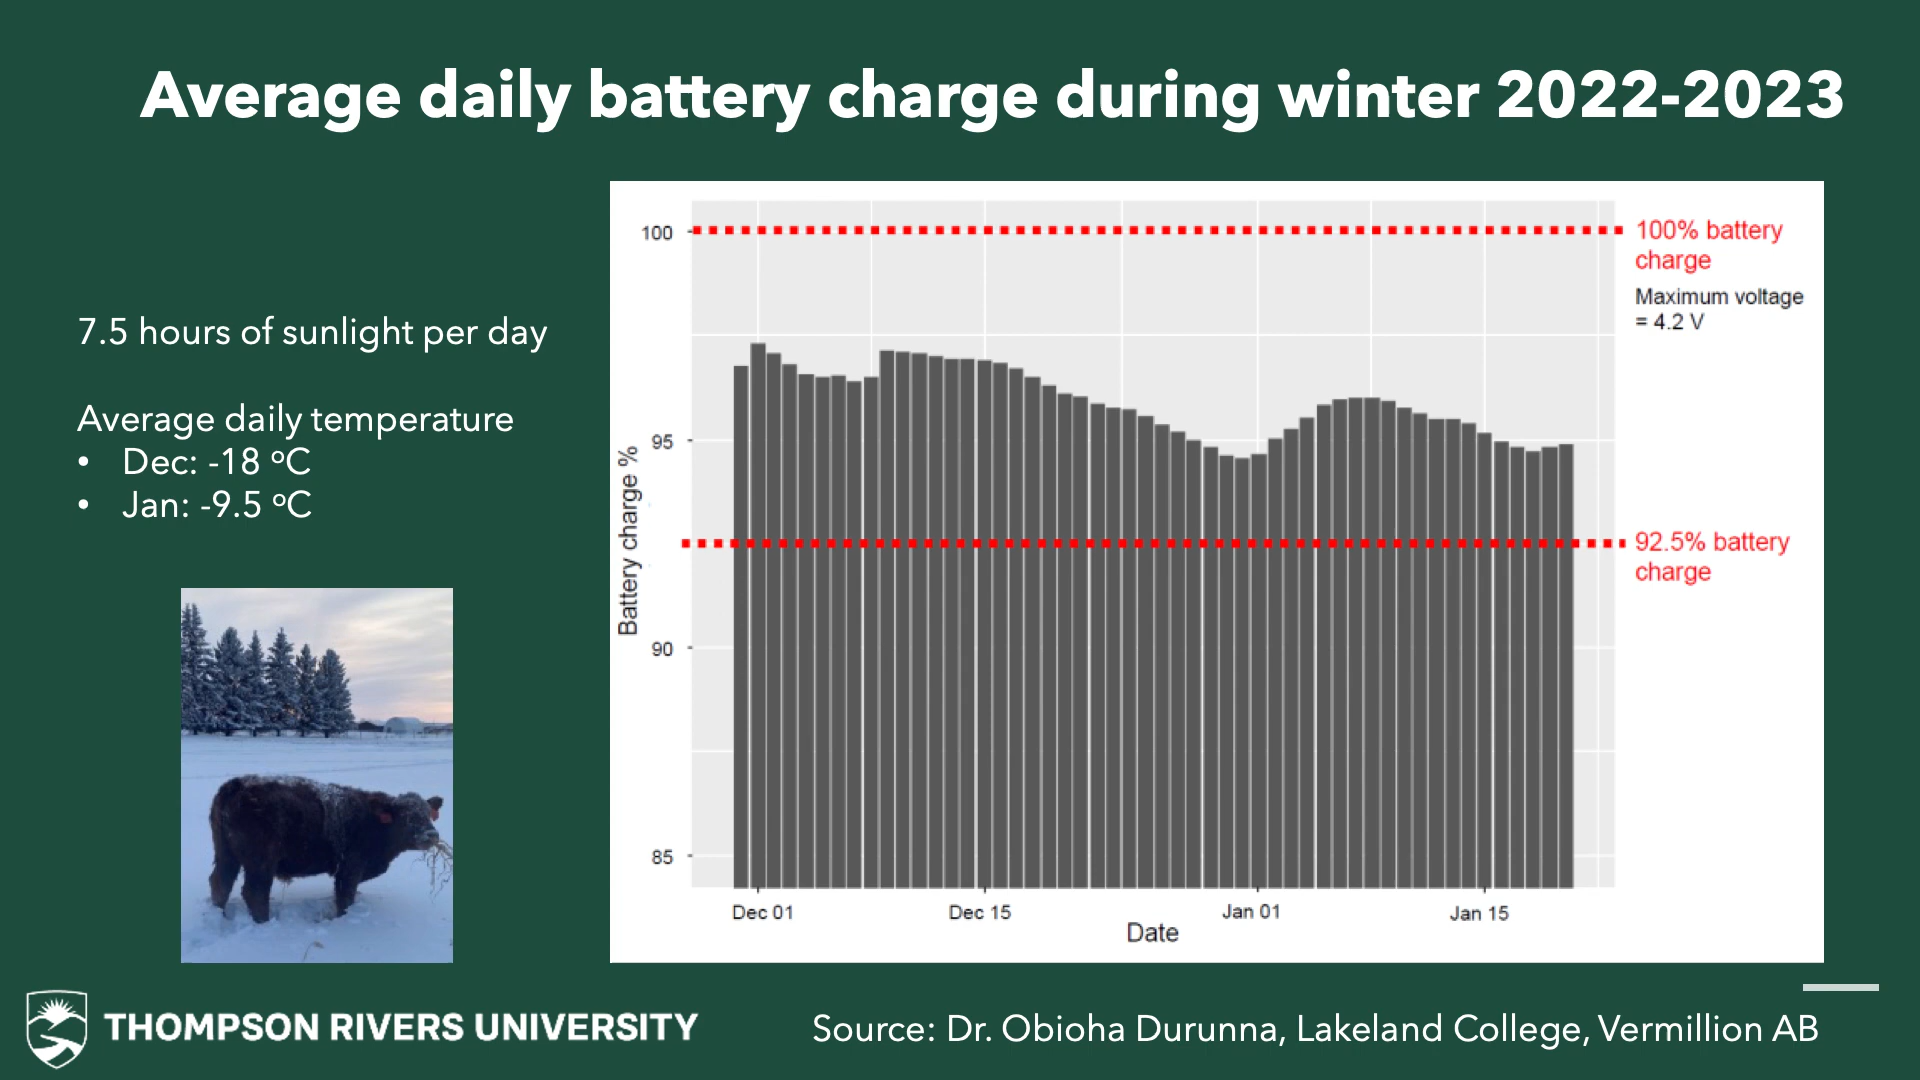 Average daily battery charge during winter 2022-2023
7.5 hours of sunlight per day
Average daily temperature
• Dec: -18 ºC
• Jan: -9.5 ºC
Battery charge %
100
95
90
85
Dec 01
Dec 15
Jan 01
Jan 15
Date
100% battery
charge
Maximum voltage
= 4.2 V
92.5% battery
charge
THOMPSON RIVERS UNIVERSITY
Source: Dr. Obioha Durunna, Lakeland College, Vermillion AB